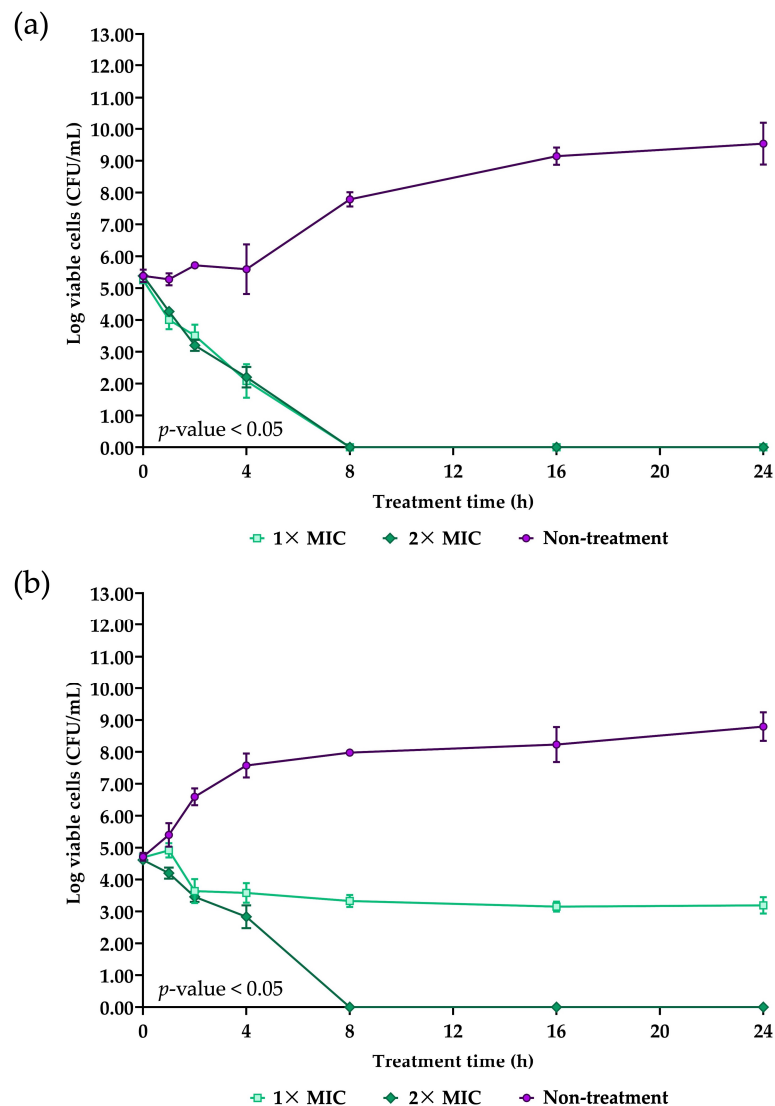 (a)
13.00
12.00
11.00
10.00
9.00
8.00
7.00
6.00
5.00
4.00
3.00
2.00
1.00
0.00
Log viable cells (CFU/mL)
p-value < 0.05
0 4 8 12 16 20 24
Treatment time (h)
1× MIC 2× MIC Non-treatment
(b)
13.00
12.00
11.00
10.00
9.00
8.00
7.00
6.00
5.00
4.00
3.00
2.00
1.00
0.00
Log viable cells (CFU/mL)
p-value < 0.05
0 4 8 12 16 20 24
Treatment time (h)
1× MIC 2× MIC Non-treatment